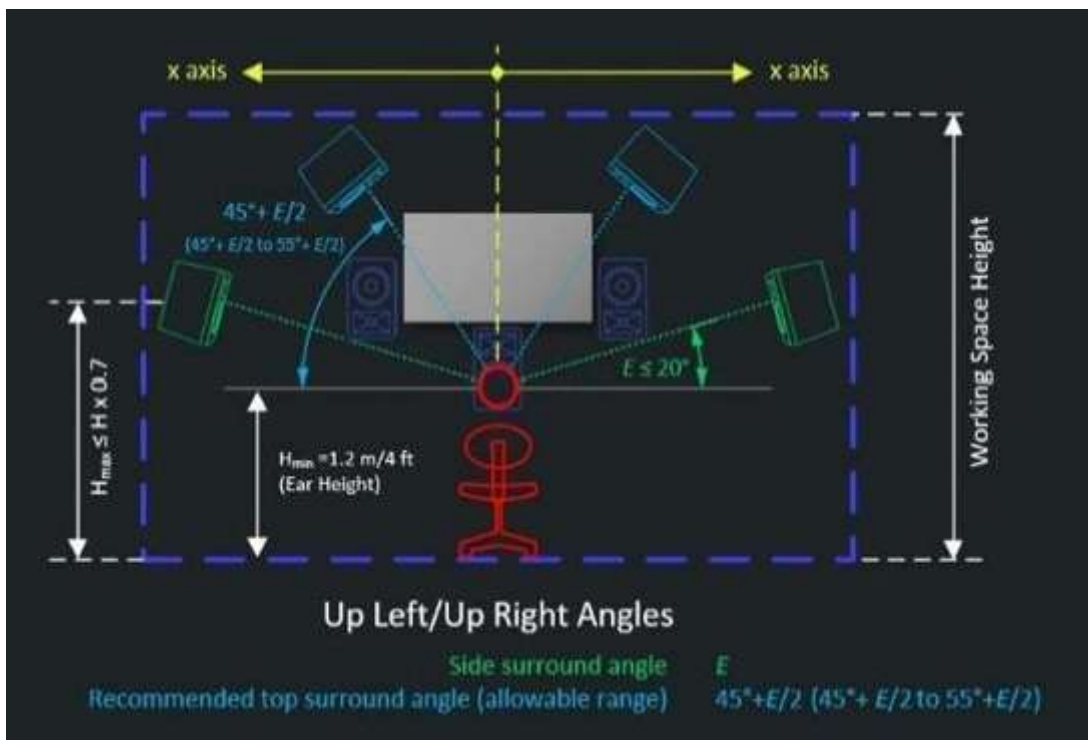 x axis
x axis
45°+ E/2
(45°+ E/2 to 55°+ E/2)
E ≤ 20°
Hmax ≤ H x 0.7
Hmin =1.2 m/4 ft
(Ear Height)
Working Space Height
Up Left/Up Right Angles
Side surround angle E
Recommended top surround angle (allowable range) 45°+E/2 (45°+ E/2 to 55°+E/2)